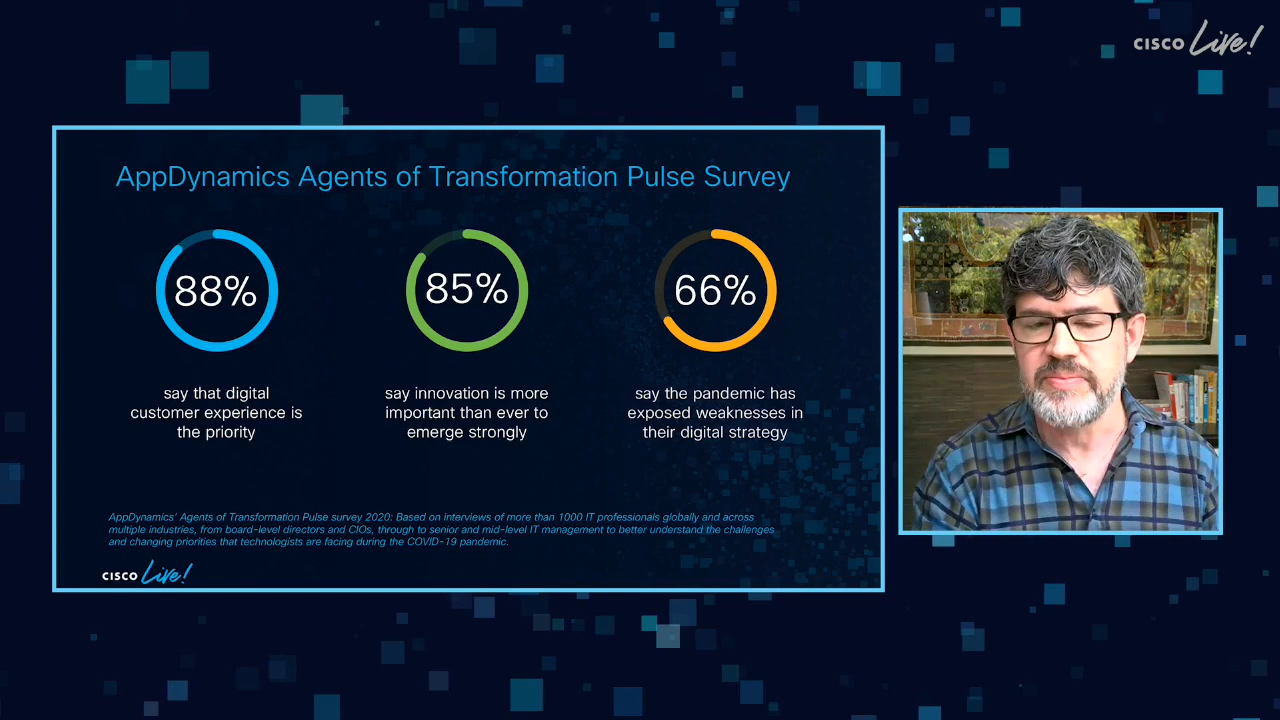 CISCO Live!
AppDynamics Agents of Transformation Pulse Survey
88%
85%
66%
say that digital
customer experience is
the priority
say innovation is more
important than ever to
emerge strongly
say the pandemic has
exposed weaknesses in
their digital strategy
AppDynamics' Agents of Transformation Pulse survey 2020: Based on interviews of more than 1000 IT professionals globally and across
multiple industries, from board-level directors and CIOs, through to senior and mid-level IT management to better understand the challenges
and changing priorities that technologists are facing during the COVID-19 pandemic.
CISCO Live!